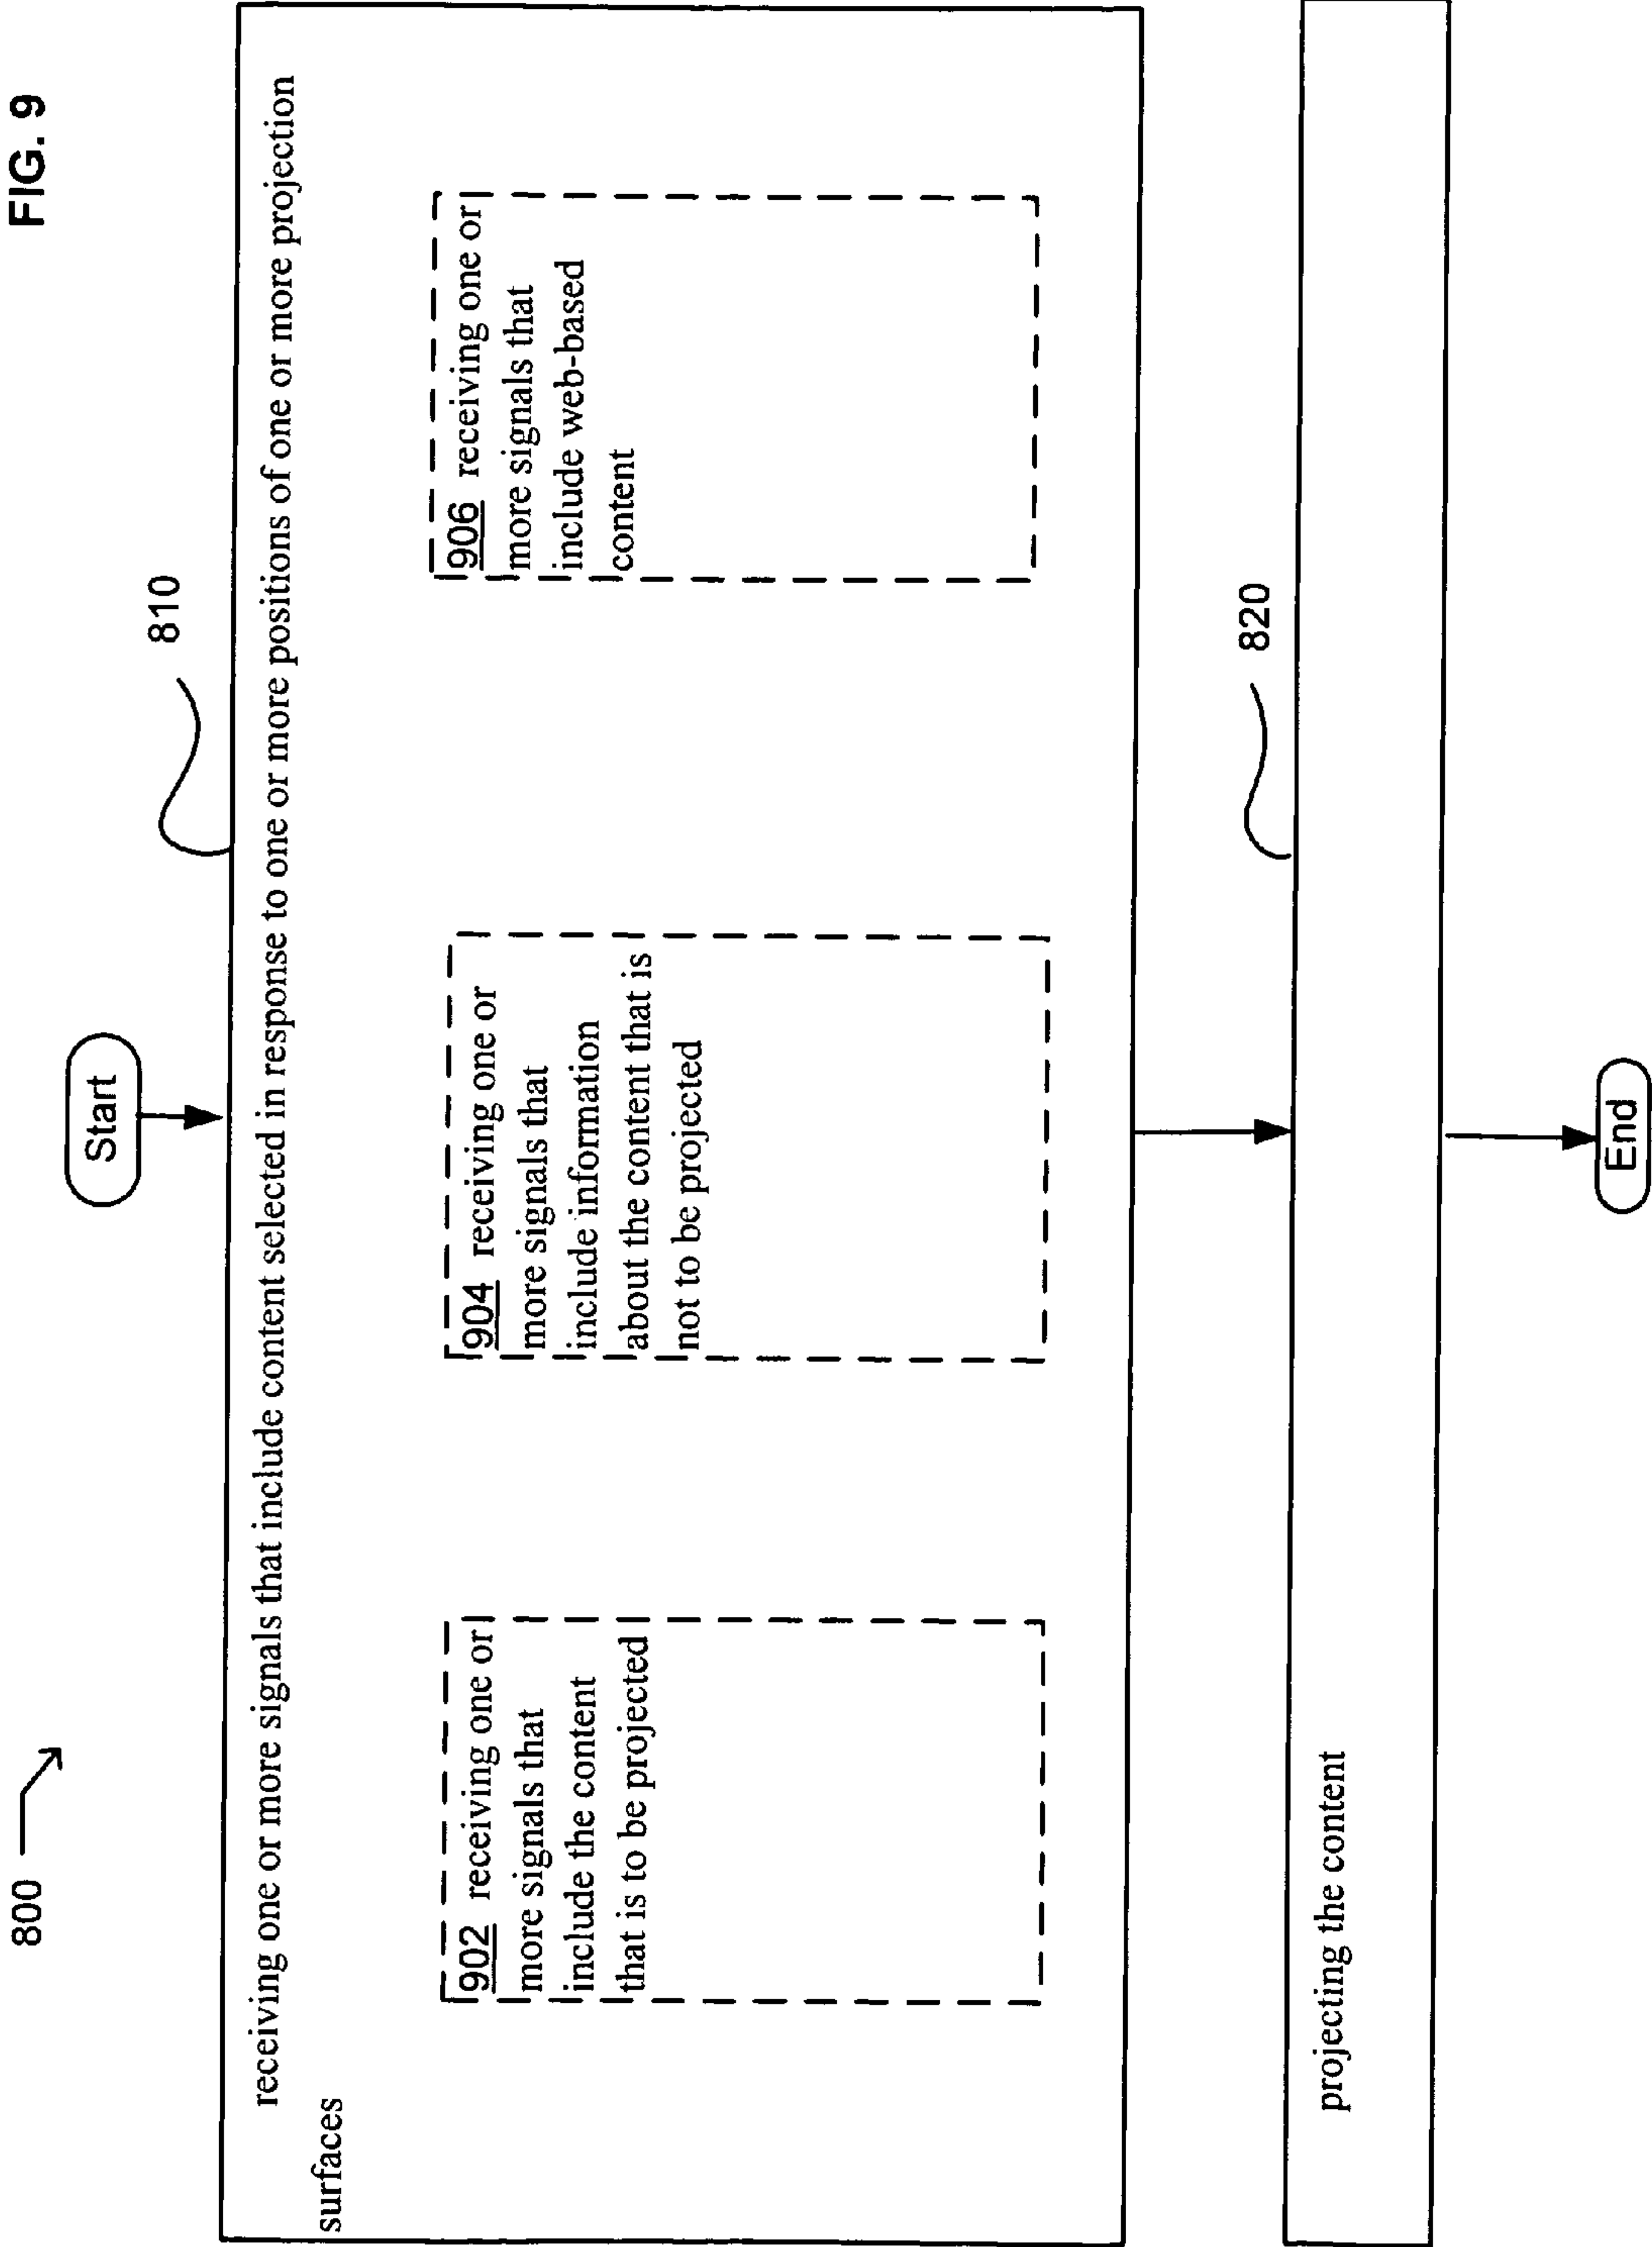 FIG. 9
800
Start
810
receiving one or more signals that include content selected in response to one or more positions of one or more projection
surfaces
902 receiving one or
more signals that
include the content
that is to be projected
904 receiving one or
more signals that
include information
about the content that is
not to be projected
906 receiving one or
more signals that
include web-based
content
820
projecting the content
End